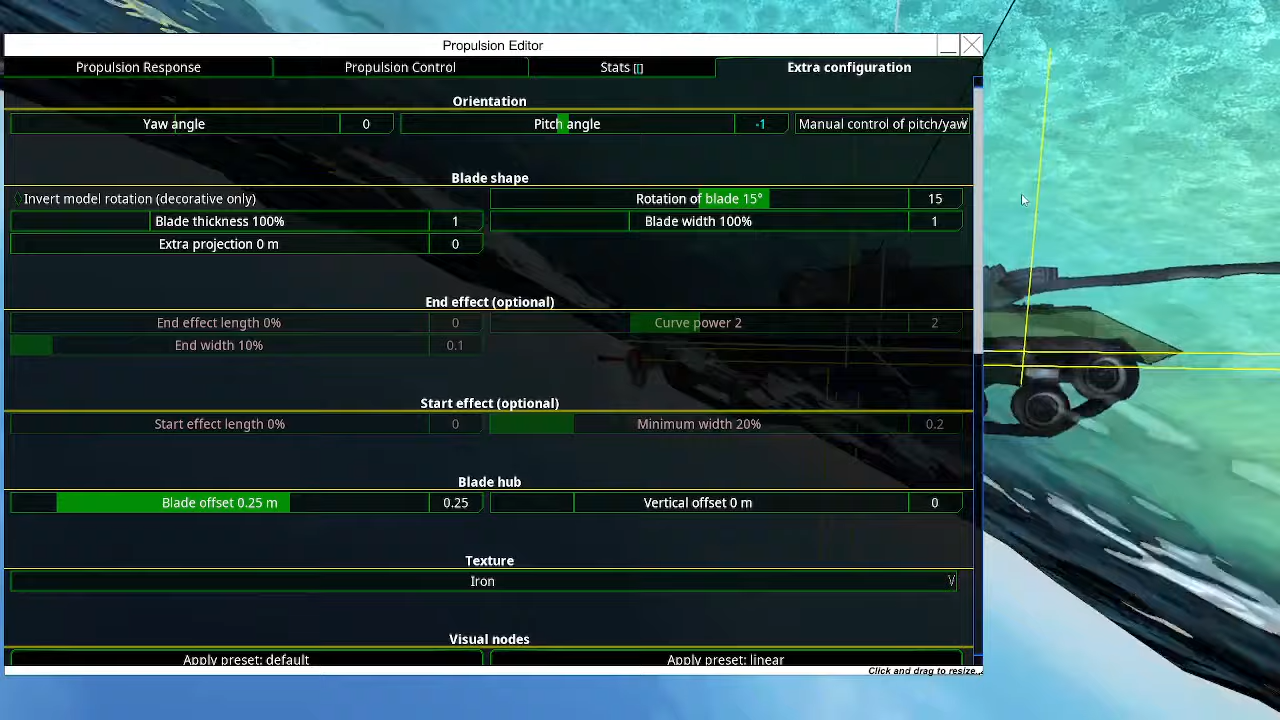 Propulsion Editor
Propulsion Response Propulsion Control Stats [[] Extra configuration
Orientation
Yaw angle 0 Pitch angle -1 Manual control of pitch/yaw V
Blade shape
Invert model rotation (decorative only) Rotation of blade 15° 15
Blade thickness 100% 1 Blade width 100% 1
Extra projection 0 m 0
End effect (optional)
End effect length 0% 0 Curve power 2 2
End width 10% 0.1
Start effect (optional)
Start effect length 0% 0 Minimum width 20% 0.2
Blade hub
Blade offset 0.25 m 0.25 Vertical offset 0 m 0
Texture
Iron V
Visual nodes
Apply preset: default Apply preset: linear
Click and drag to resize...